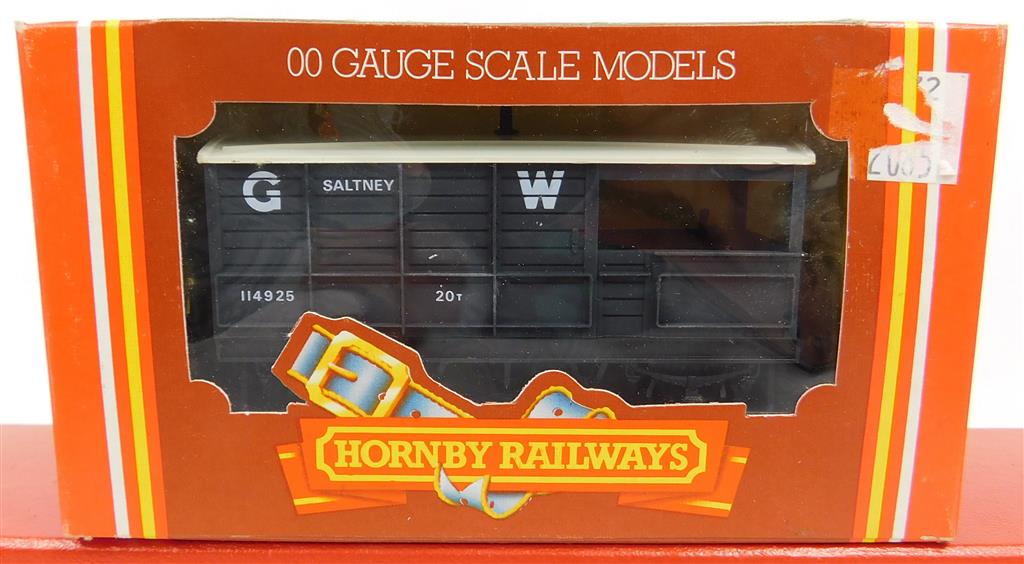 00 GAUGE SCALE MODELS
G SALTNEY W
114925 20T
HORNBY RAILWAYS